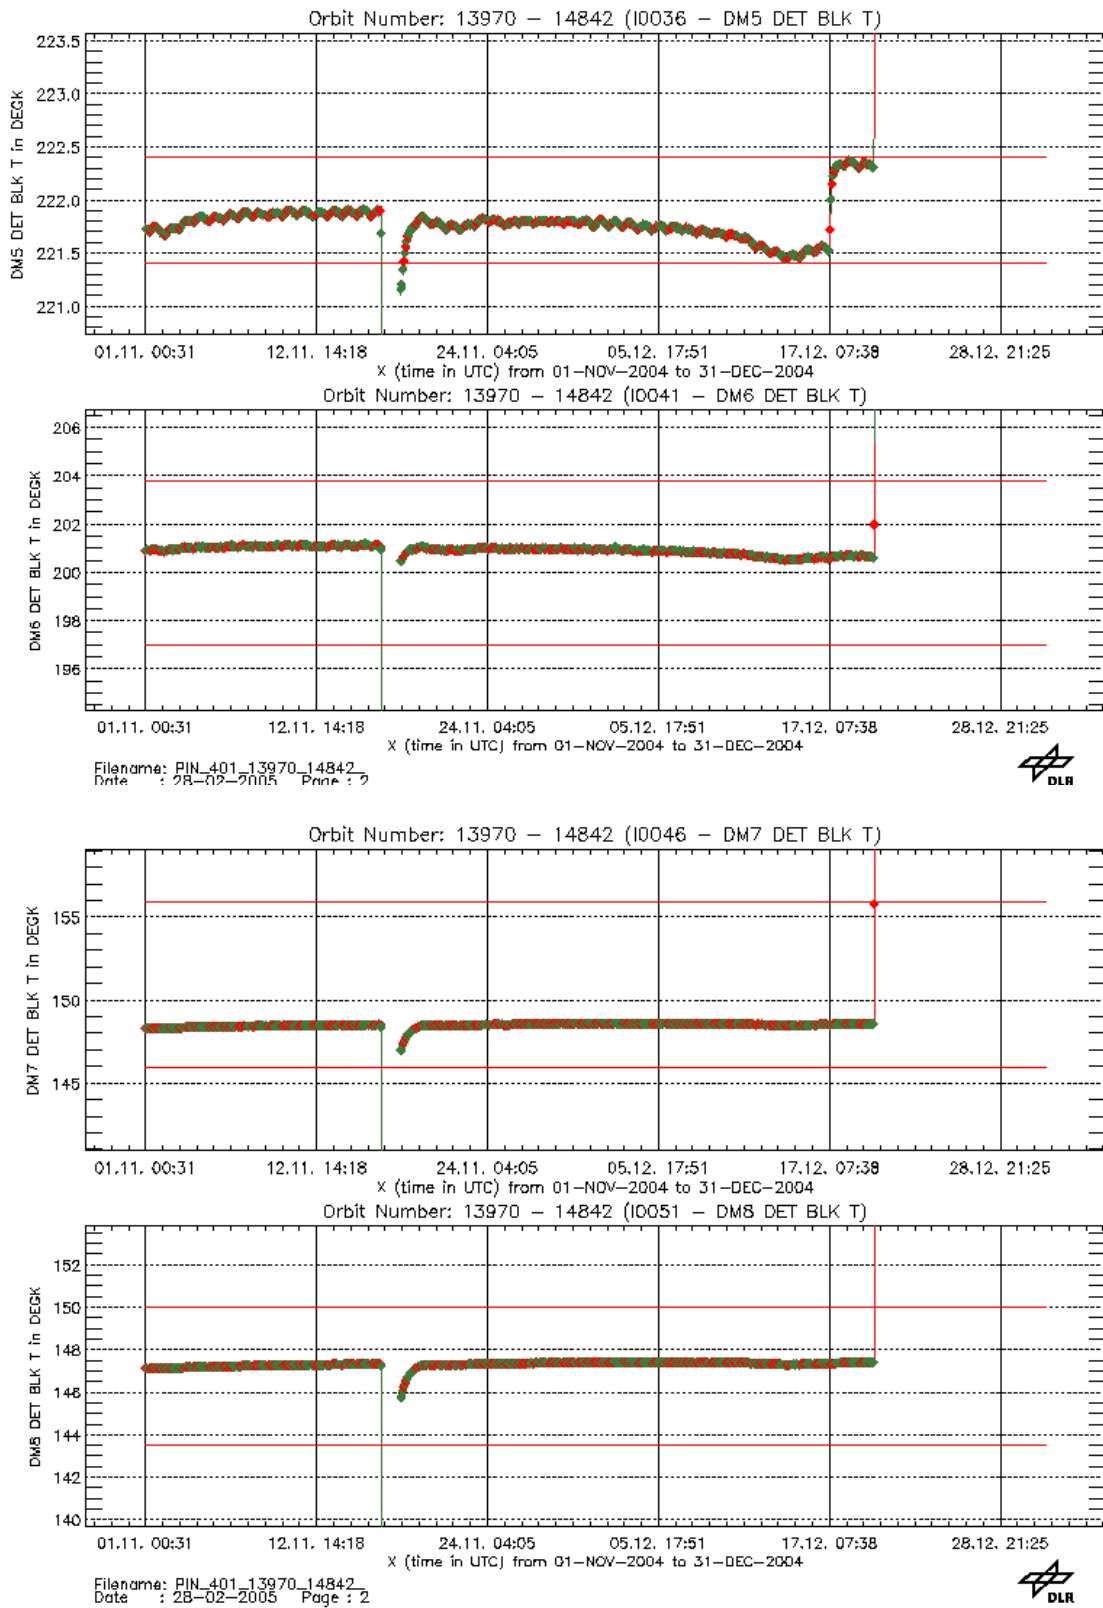 Orbit Number: 13970 – 14842 (I0036 – DM5 DET BLK T)
DM5 DET BLK T in DEGK
223.5
223.0
222.5
222.0
221.5
221.0
01.11. 00:31 12.11. 14:18 24.11. 04:05 05.12. 17:51 17.12. 07:38 28.12. 21:25
X (time in UTC) from 01–NOV–2004 to 31–DEC–2004
Orbit Number: 13970 – 14842 (I0041 – DM6 DET BLK T)
DM6 DET BLK T in DEGK
206
204
202
200
198
196
01.11. 00:31 12.11. 14:18 24.11. 04:05 05.12. 17:51 17.12. 07:38 28.12. 21:25
X (time in UTC) from 01–NOV–2004 to 31–DEC–2004
Filename: PIN_401_13970_14842_
Date : 28–02–2005 Page : 2
DLR
Orbit Number: 13970 – 14842 (I0046 – DM7 DET BLK T)
DM7 DET BLK T in DEGK
155
150
145
01.11. 00:31 12.11. 14:18 24.11. 04:05 05.12. 17:51 17.12. 07:38 28.12. 21:25
X (time in UTC) from 01–NOV–2004 to 31–DEC–2004
Orbit Number: 13970 – 14842 (I0051 – DM8 DET BLK T)
DM8 DET BLK T in DEGK
152
150
148
146
144
142
140
01.11. 00:31 12.11. 14:18 24.11. 04:05 05.12. 17:51 17.12. 07:38 28.12. 21:25
X (time in UTC) from 01–NOV–2004 to 31–DEC–2004
Filename: PIN_401_13970_14842_
Date : 28–02–2005 Page : 2
DLR